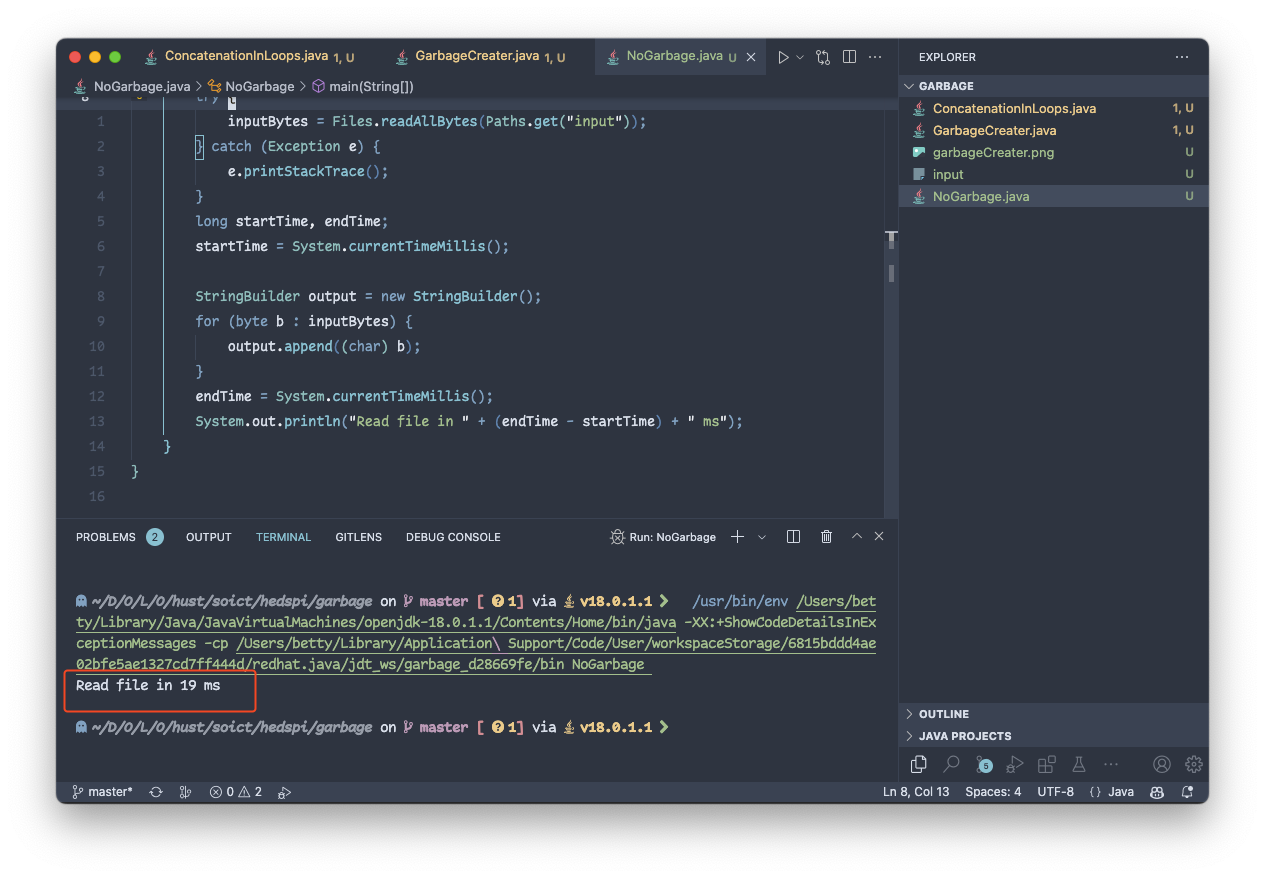 ConcatenationInLoops.java 1, U
GarbageCreater.java 1, U
NoGarbage.java U
EXPLORER
NoGarbage.java > NoGarbage > main(String[])
GARBAGE
ConcatenationInLoops.java 1, U
GarbageCreater.java 1, U
garbageCreater.png U
input U
NoGarbage.java U
8 try {
1 inputBytes = Files.readAllBytes(Paths.get("input"));
2 } catch (Exception e) {
3 e.printStackTrace();
4 }
5 long startTime, endTime;
6 startTime = System.currentTimeMillis();
7
8 StringBuilder output = new StringBuilder();
9 for (byte b : inputBytes) {
10 output.append((char) b);
11 }
12 endTime = System.currentTimeMillis();
13 System.out.println("Read file in " + (endTime - startTime) + " ms");
14 }
15 }
16
PROBLEMS 2 OUTPUT TERMINAL GITLENS DEBUG CONSOLE Run: NoGarbage
~/D/O/L/O/hust/soict/hedspi/garbage on master [ ?1] via v18.0.1.1 ❯ /usr/bin/env /Users/bet
ty/Library/Java/JavaVirtualMachines/openjdk-18.0.1.1/Contents/Home/bin/java -XX:+ShowCodeDetailsInEx
ceptionMessages -cp /Users/betty/Library/Application\ Support/Code/User/workspaceStorage/6815bddd4ae
02bfe5ae1327cd7ff444d/redhat.java/jdt_ws/garbage_d28669fe/bin NoGarbage
Read file in 19 ms
~/D/O/L/O/hust/soict/hedspi/garbage on master [ ?1] via v18.0.1.1 ❯
OUTLINE
JAVA PROJECTS
5
master* 0 2
Ln 8, Col 13 Spaces: 4 UTF-8 {} Java